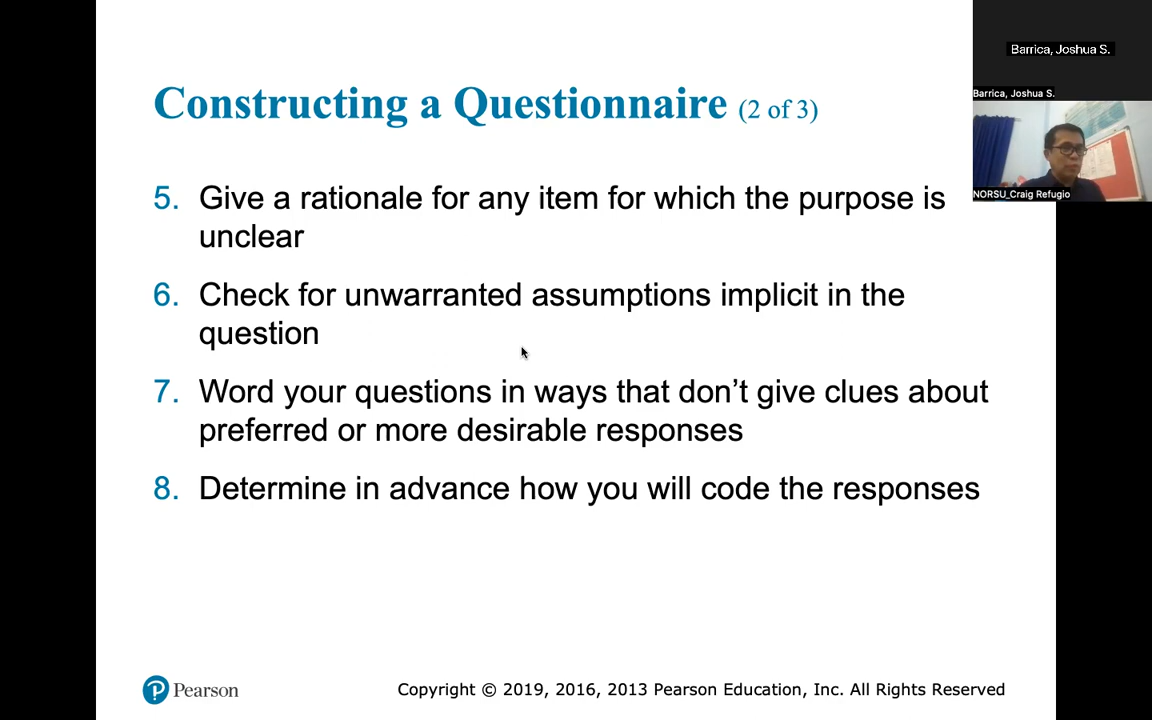 Barrica, Joshua S.
Barrica, Joshua S.
NORSU_Craig Refugio
Constructing a Questionnaire (2 of 3)
5. Give a rationale for any item for which the purpose is
unclear
6. Check for unwarranted assumptions implicit in the
question
7. Word your questions in ways that don’t give clues about
preferred or more desirable responses
8. Determine in advance how you will code the responses
P Pearson
Copyright © 2019, 2016, 2013 Pearson Education, Inc. All Rights Reserved